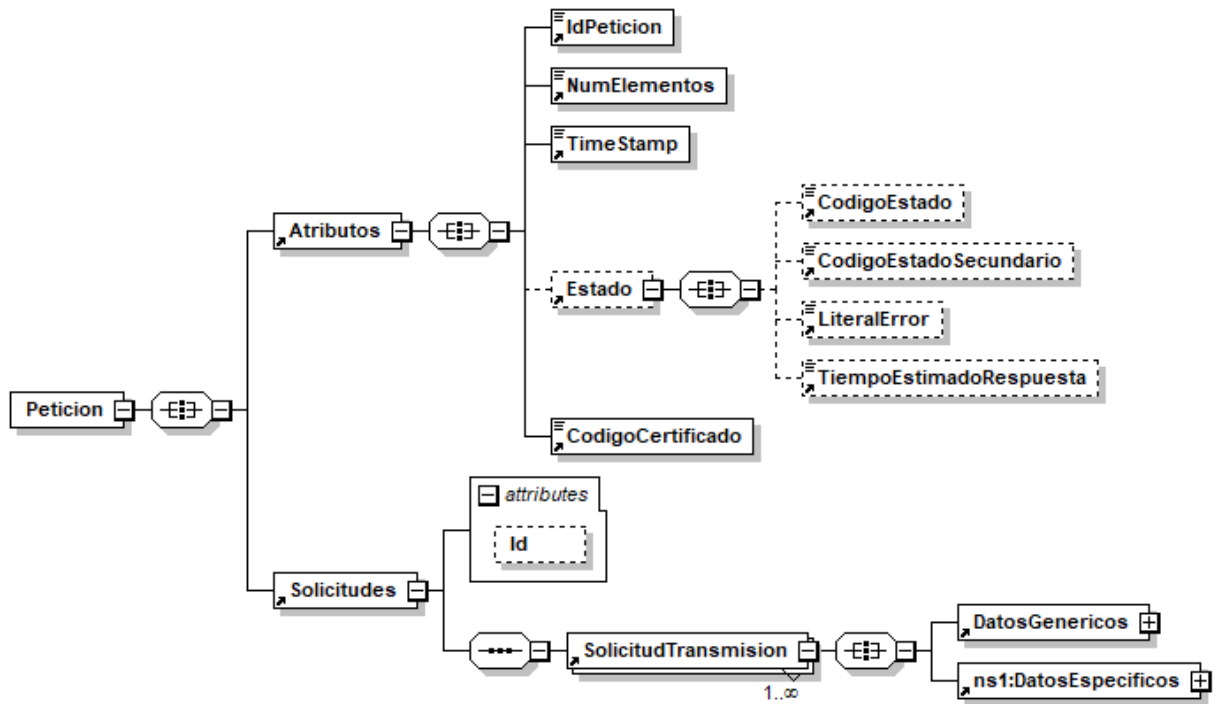 IdPeticion
NumElementos
TimeStamp
CodigoEstado
Atributos
CodigoEstadoSecundario
Estado
LiteralError
TiempoEstimadoRespuesta
Peticion
CodigoCertificado
attributes
Id
Solicitudes
DatosGenericos
SolicitudTransmision
ns1:DatosEspecificos
1..∞